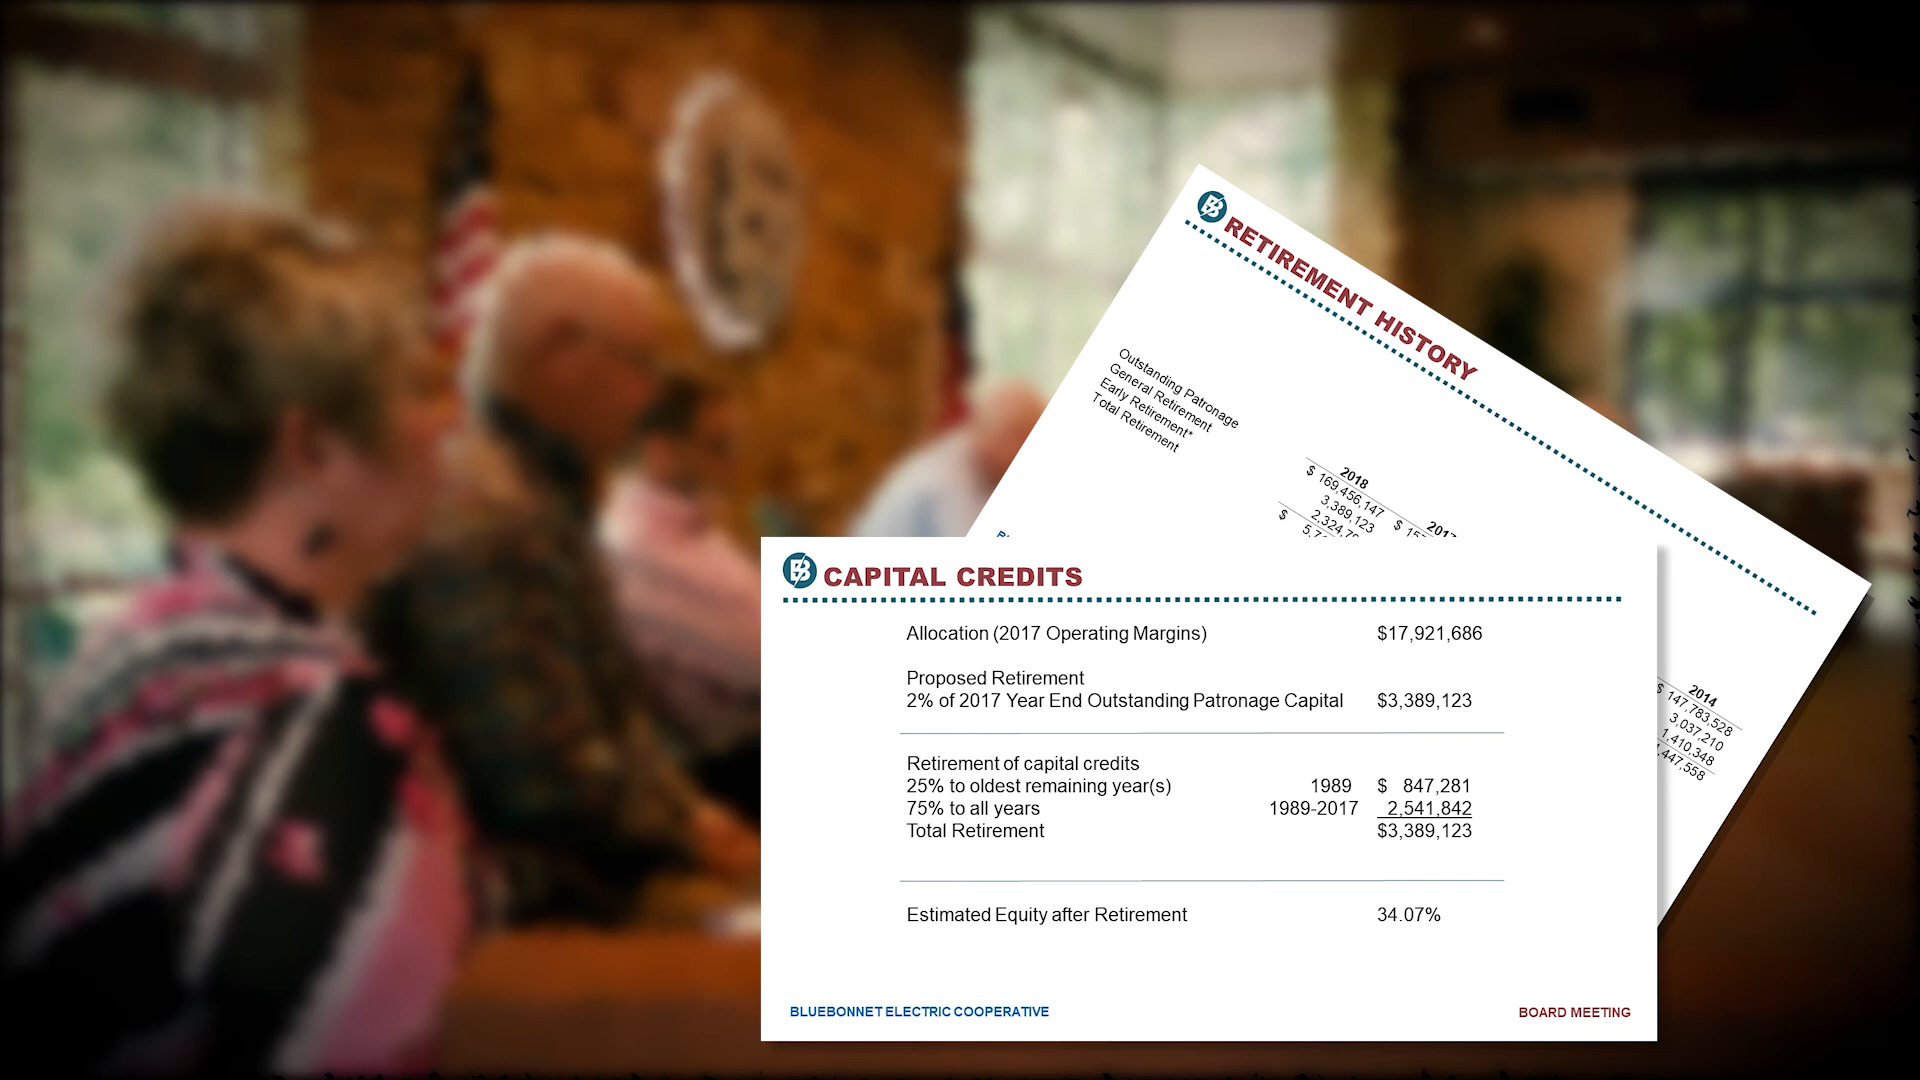 RETIREMENT HISTORY
Outstanding Patronage
General Retirement
Early Retirement*
Total Retirement
2018
$ 169,456,147
3,389,123
$
2017
$
2014
$ 147,783,528
3,037,210
1,410,348
CAPITAL CREDITS
Allocation (2017 Operating Margins) $17,921,686
Proposed Retirement
2% of 2017 Year End Outstanding Patronage Capital $3,389,123
Retirement of capital credits
25% to oldest remaining year(s) 1989 $ 847,281
75% to all years 1989-2017 2,541,842
Total Retirement $3,389,123
Estimated Equity after Retirement 34.07%
BLUEBONNET ELECTRIC COOPERATIVE BOARD MEETING